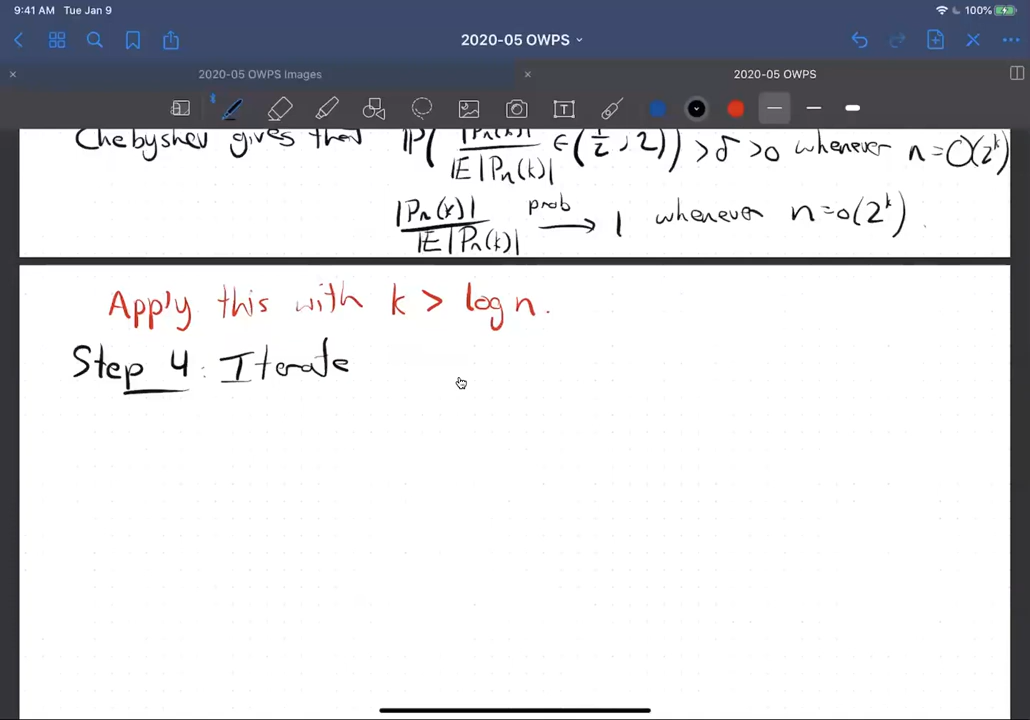 9:41 AM Tue Jan 9
100%
2020-05 OWPS
2020-05 OWPS Images
2020-05 OWPS
Chebyshev gives that ℙ( |Pₙ(k)| / 𝔼|Pₙ(k)| ∈ (1/2, 2) ) > δ > 0 whenever n = O(2ᵏ)
|Pₙ(k)| / 𝔼|Pₙ(k)| prob → 1 whenever n = o(2ᵏ).
Apply this with k > log n.
Step 4: Iterate